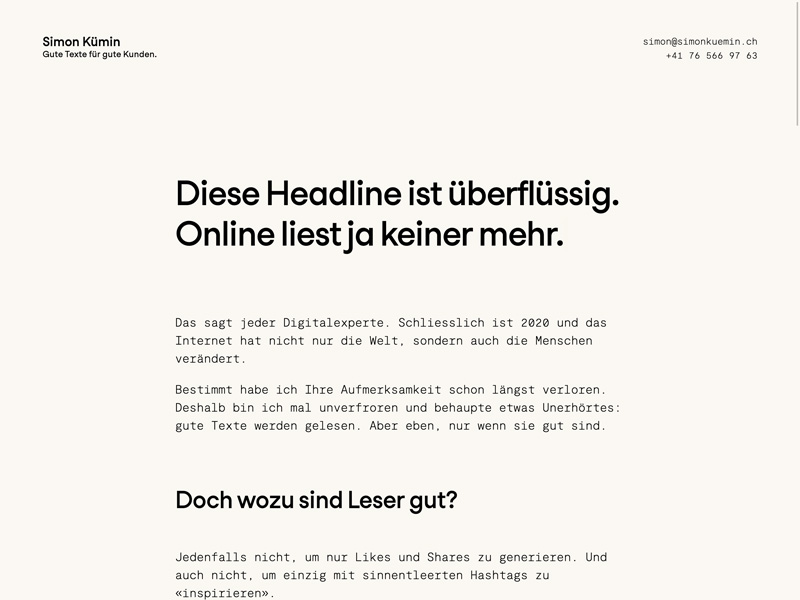 Simon Kümin
Gute Texte für gute Kunden.
simon@simonkuemin.ch
+41 76 566 97 63
Diese Headline ist überflüssig.
Online liest ja keiner mehr.
Das sagt jeder Digitalexperte. Schliesslich ist 2020 und das
Internet hat nicht nur die Welt, sondern auch die Menschen
verändert.
Bestimmt habe ich Ihre Aufmerksamkeit schon längst verloren.
Deshalb bin ich mal unverfroren und behaupte etwas Unerhörtes:
gute Texte werden gelesen. Aber eben, nur wenn sie gut sind.
Doch wozu sind Leser gut?
Jedenfalls nicht, um nur Likes und Shares zu generieren. Und
auch nicht, um einzig mit sinnentleerten Hashtags zu
«inspirieren».